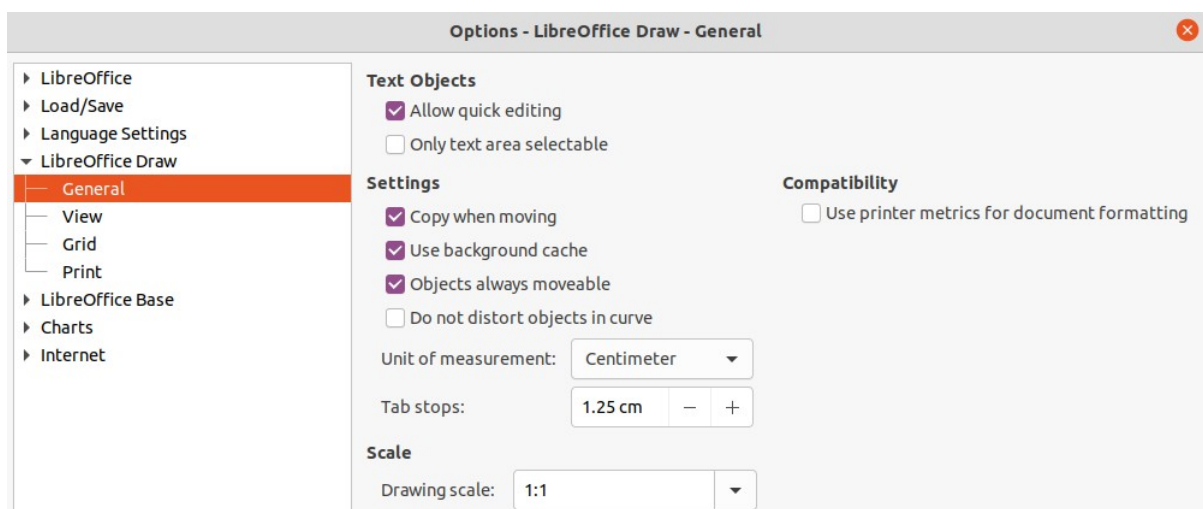 Options - LibreOffice Draw - General
LibreOffice
Load/Save
Language Settings
LibreOffice Draw
General
View
Grid
Print
LibreOffice Base
Charts
Internet
Text Objects
Allow quick editing
Only text area selectable
Settings
Copy when moving
Use background cache
Objects always moveable
Do not distort objects in curve
Unit of measurement: Centimeter
Tab stops: 1.25 cm
Scale
Drawing scale: 1:1
Compatibility
Use printer metrics for document formatting